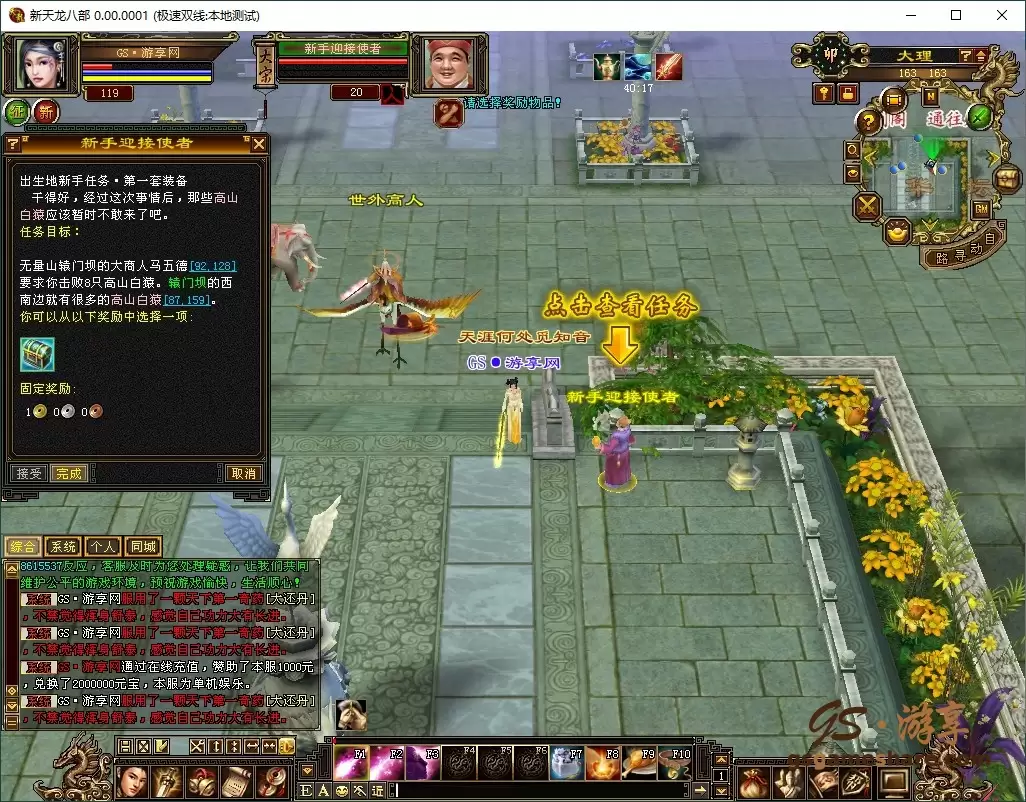 新天龙八部 0.00.0001 (极速双线:本地测试)
GS·游享网
119
大宗
新手迎接使者
20
请选择奖励物品!
40:17
大理
163 163
N
通往
GM
自动寻路
征
新
新手迎接使者
出生地新手任务·第一套装备
干得好,经过这次事情后,那些高山
白猿应该暂时不敢来了吧。
任务目标:
无量山辕门坝的大商人马五德[92,128]
要求你击败8只高山白猿。辕门坝的西
南边就有很多的高山白猿[87,159]。
你可以从以下奖励中选择一项:
固定奖励:
1 0 0
接受 完成 取消
世外高人
点击查看任务
天涯何处觅知音
GS●游享网
新手迎接使者
综合 系统 个人 同城
8615537反应,客服及时为您处理疑惑,让我们共同
维护公平的游戏环境,预祝游戏愉快,生活顺心!
系统 GS·游享网服用了一颗天下第一奇药[大还丹]
,不禁觉得浑身舒泰,感觉自己功力大有长进。
系统 GS·游享网服用了一颗天下第一奇药[大还丹]
,不禁觉得浑身舒泰,感觉自己功力大有长进。
系统 GS·游享网通过在线充值,赞助了本服1000元
,兑换了2000000元宝,本服为单机娱乐。
系统 GS·游享网服用了一颗天下第一奇药[大还丹]
,不禁觉得浑身舒泰,感觉自己功力大有长进。
F1 F2 F3 F4 F5 F6 F7 F8 F9 F10
1
E A 近
GS·游享